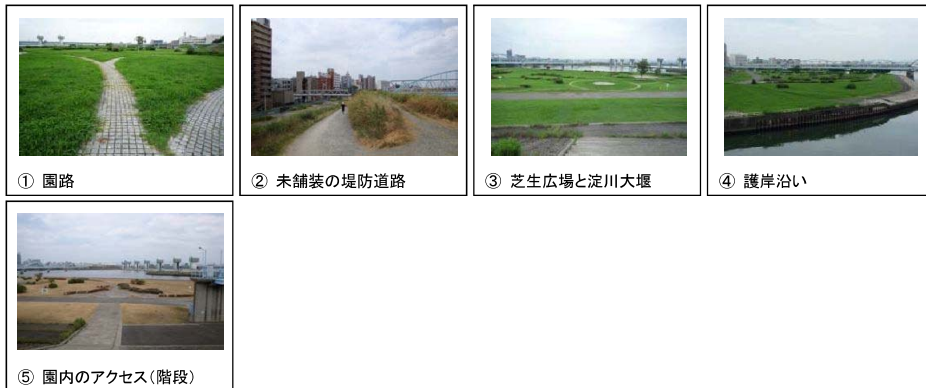 ① 園路
② 未舗装の堤防道路
③ 芝生広場と淀川大堰
④ 護岸沿い
⑤ 園内のアクセス(階段)